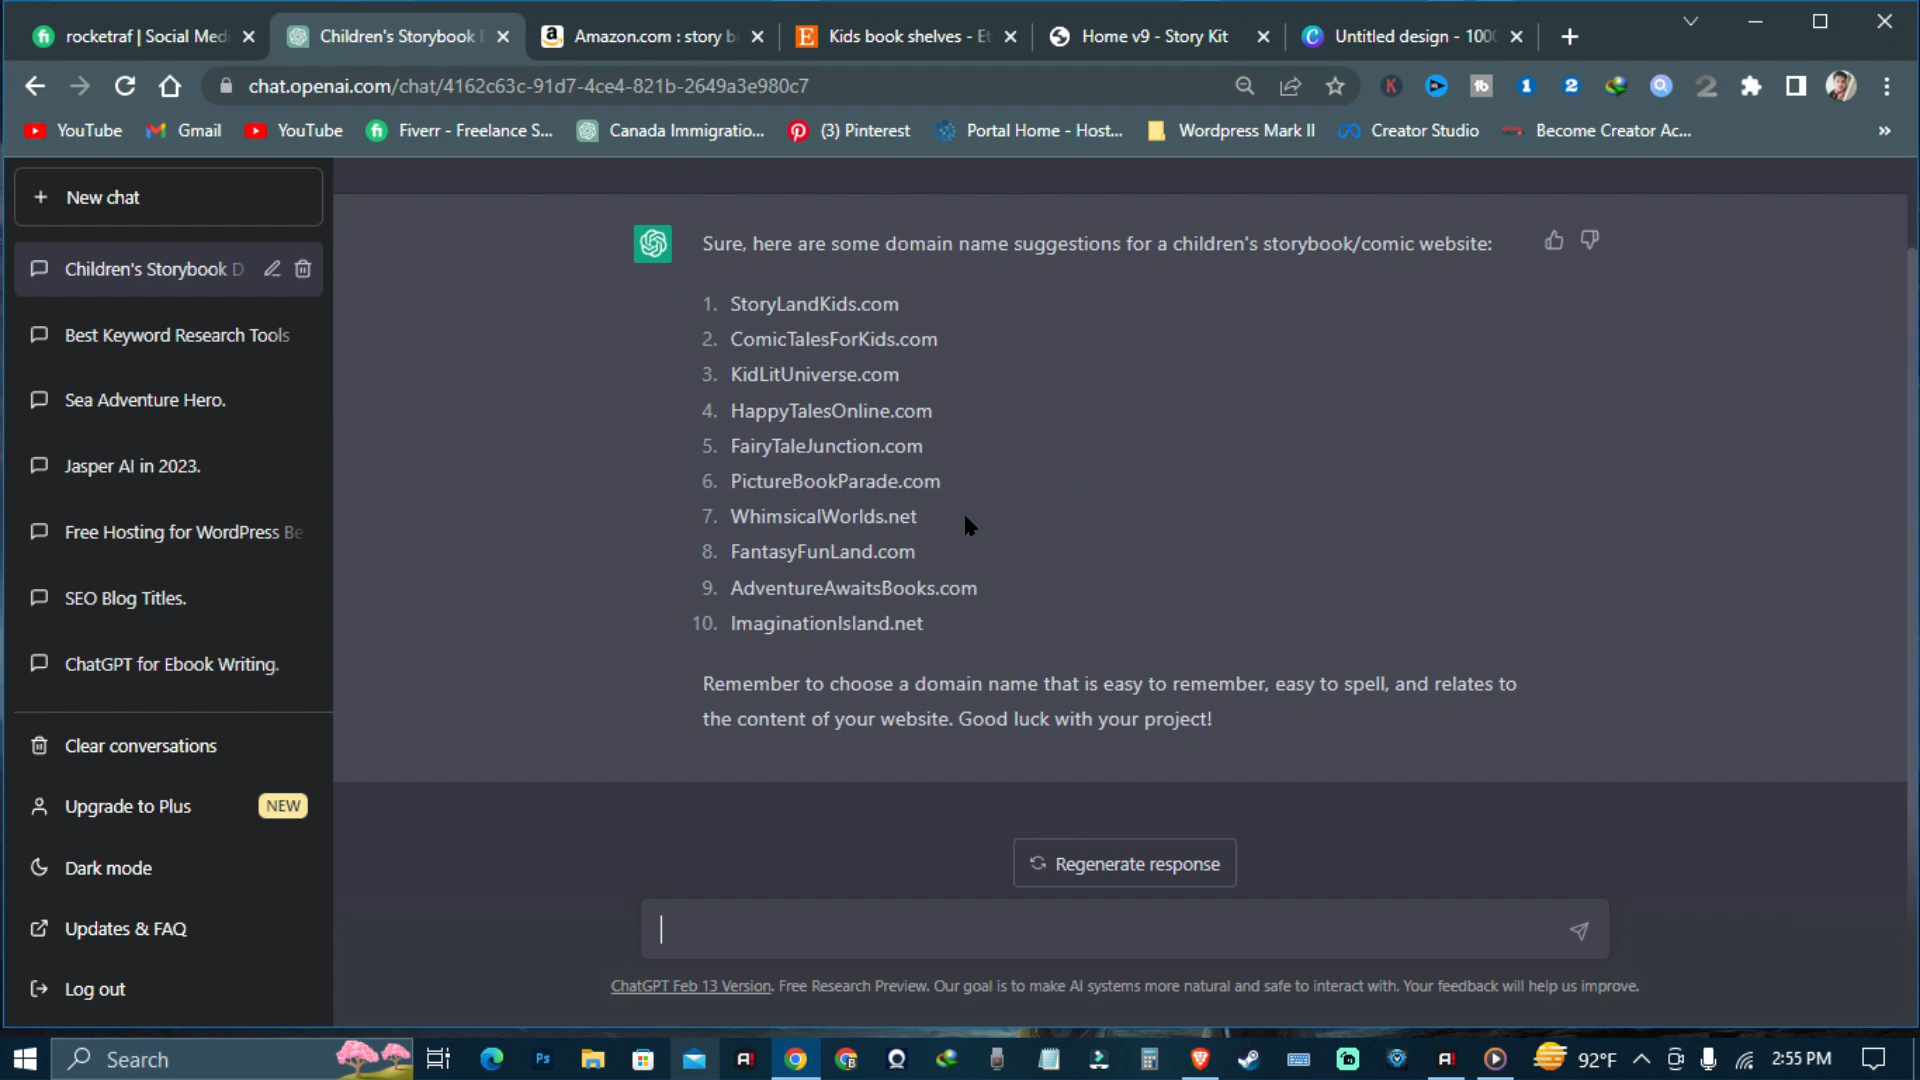 rocketraf | Social Med
Children's Storybook D
Amazon.com : story b
Kids book shelves - Et
Home v9 - Story Kit
Untitled design - 1000
chat.openai.com/chat/4162c63c-91d7-4ce4-821b-2649a3e980c7
YouTube
Gmail
YouTube
Fiverr - Freelance S...
Canada Immigratio...
(3) Pinterest
Portal Home - Host...
Wordpress Mark II
Creator Studio
Become Creator Ac...
New chat
Children's Storybook D
Best Keyword Research Tools
Sea Adventure Hero.
Jasper AI in 2023.
Free Hosting for WordPress Be
SEO Blog Titles.
ChatGPT for Ebook Writing.
Clear conversations
Upgrade to Plus
NEW
Dark mode
Updates & FAQ
Log out
Sure, here are some domain name suggestions for a children's storybook/comic website:
1. StoryLandKids.com
2. ComicTalesForKids.com
3. KidLitUniverse.com
4. HappyTalesOnline.com
5. FairyTaleJunction.com
6. PictureBookParade.com
7. WhimsicalWorlds.net
8. FantasyFunLand.com
9. AdventureAwaitsBooks.com
10. ImaginationIsland.net
Remember to choose a domain name that is easy to remember, easy to spell, and relates to
the content of your website. Good luck with your project!
Regenerate response
ChatGPT Feb 13 Version. Free Research Preview. Our goal is to make AI systems more natural and safe to interact with. Your feedback will help us improve.
Search
92°F
2:55 PM